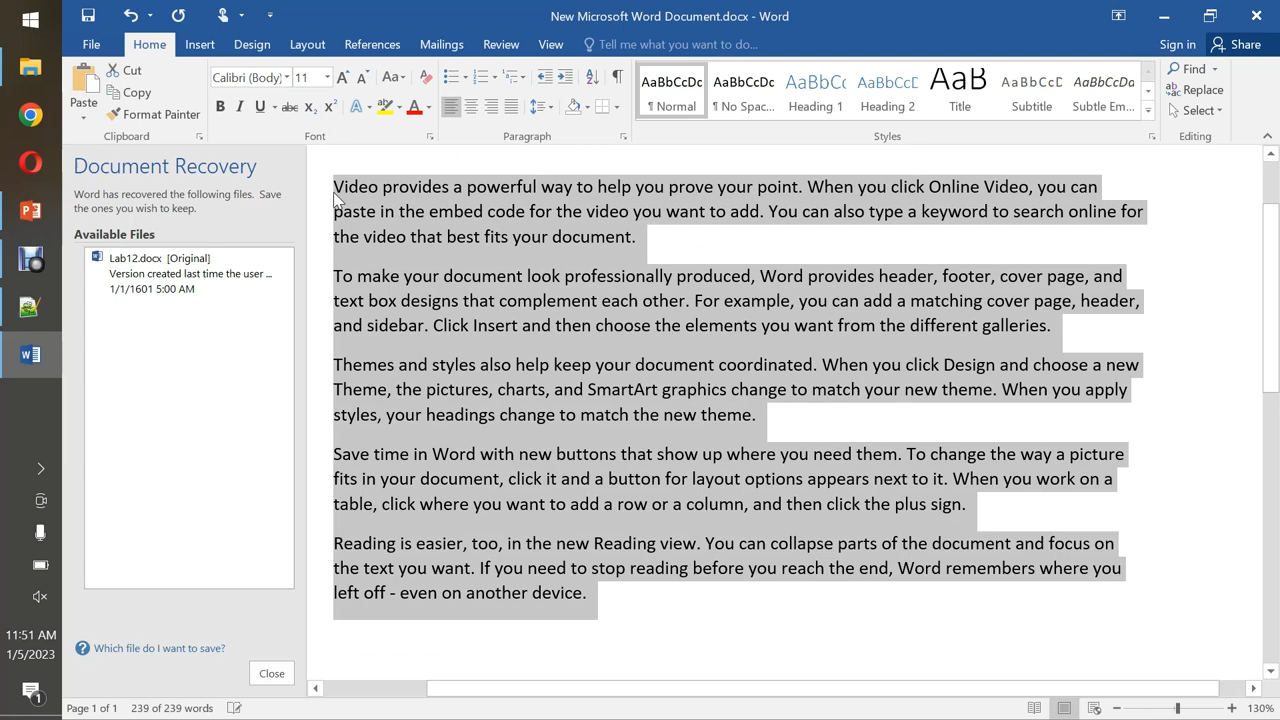 New Microsoft Word Document.docx - Word
File Home Insert Design Layout References Mailings Review View Tell me what you want to do... Sign in Share
Paste
Cut
Copy
Format Painter
Clipboard
Calibri (Body) 11
Font
Paragraph
AaBbCcDc AaBbCcDc AaBbCc AaBbCcD AaB AaBbCcD AaBbCcDc
¶ Normal ¶ No Spac... Heading 1 Heading 2 Title Subtitle Subtle Em...
Styles
Find
Replace
Select
Editing
Document Recovery
Word has recovered the following files. Save
the ones you wish to keep.
Available Files
Lab12.docx [Original]
Version created last time the user ...
1/1/1601 5:00 AM
Which file do I want to save?
Close
Video provides a powerful way to help you prove your point. When you click Online Video, you can
paste in the embed code for the video you want to add. You can also type a keyword to search online for
the video that best fits your document.
To make your document look professionally produced, Word provides header, footer, cover page, and
text box designs that complement each other. For example, you can add a matching cover page, header,
and sidebar. Click Insert and then choose the elements you want from the different galleries.
Themes and styles also help keep your document coordinated. When you click Design and choose a new
Theme, the pictures, charts, and SmartArt graphics change to match your new theme. When you apply
styles, your headings change to match the new theme.
Save time in Word with new buttons that show up where you need them. To change the way a picture
fits in your document, click it and a button for layout options appears next to it. When you work on a
table, click where you want to add a row or a column, and then click the plus sign.
Reading is easier, too, in the new Reading view. You can collapse parts of the document and focus on
the text you want. If you need to stop reading before you reach the end, Word remembers where you
left off - even on another device.
11:51 AM
1/5/2023
1
Page 1 of 1 239 of 239 words 130%